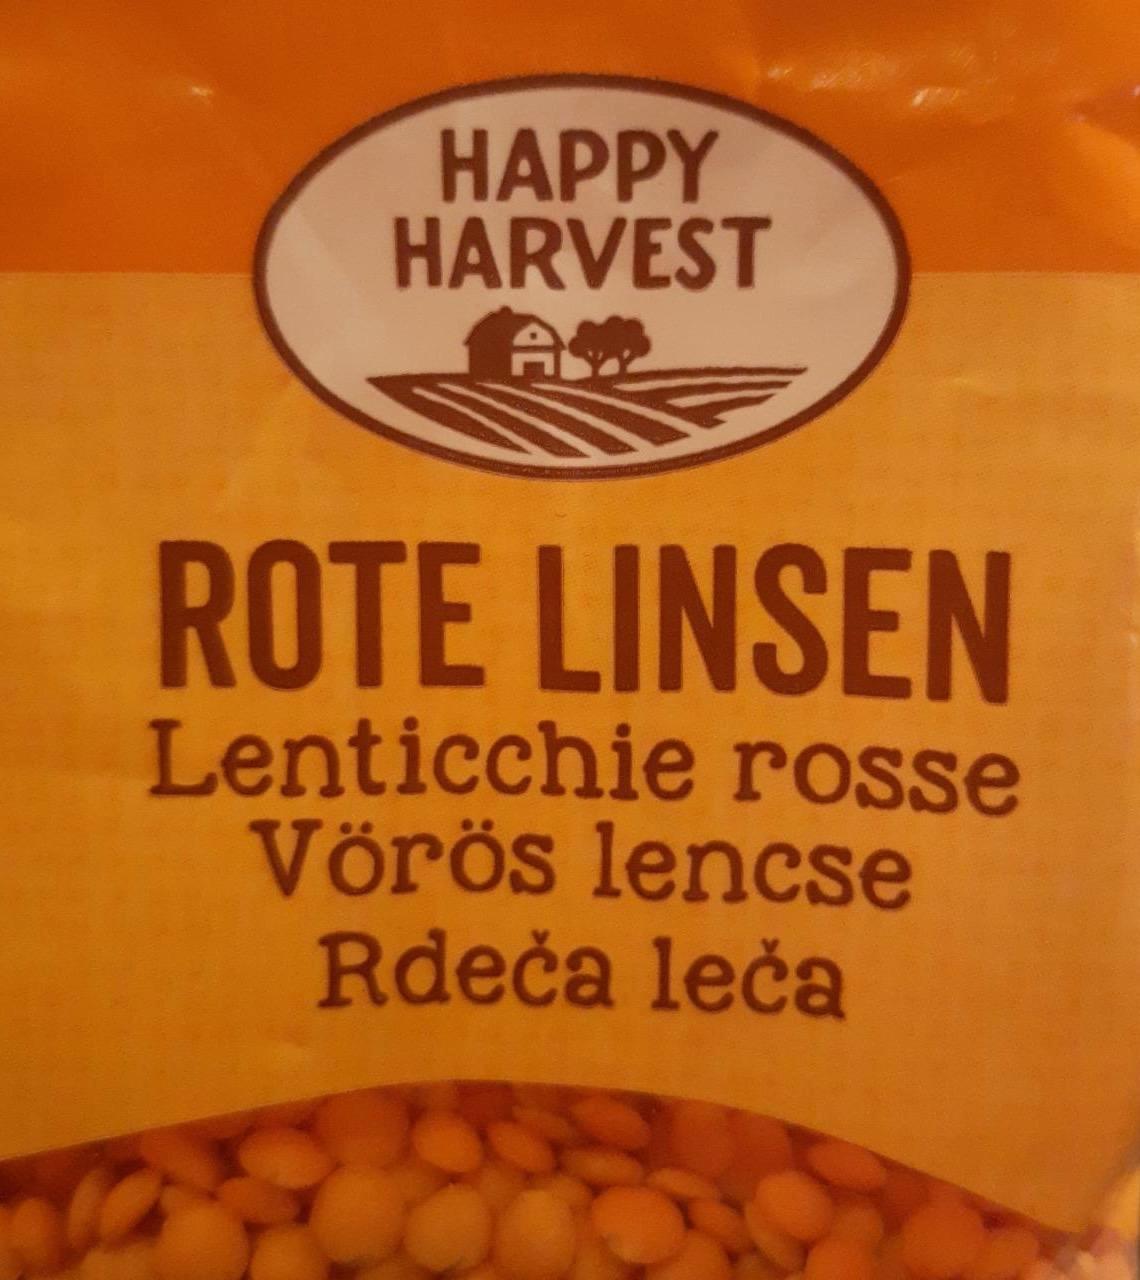 HAPPY
HARVEST
ROTE LINSEN
Lenticchie rosse
Vörös lencse
Rdeča leča